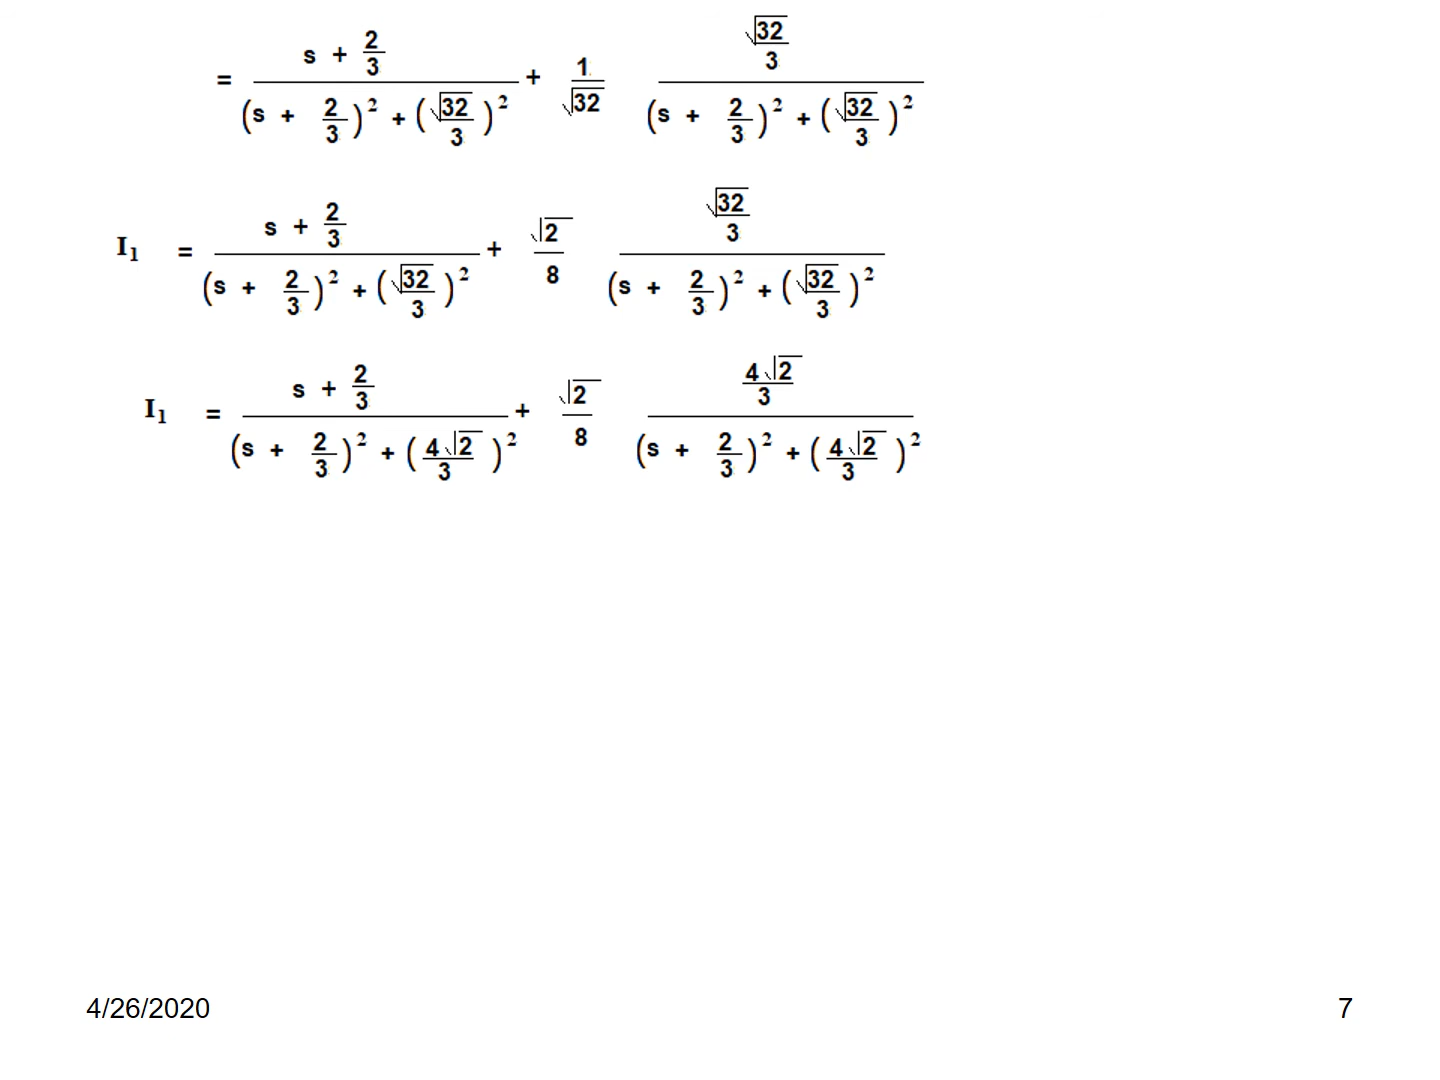 = (s + 2/3) / ((s + 2/3)² + (√32/3)²) + 1/√32 (√32/3) / ((s + 2/3)² + (√32/3)²)
I₁ = (s + 2/3) / ((s + 2/3)² + (√32/3)²) + √2/8 (√32/3) / ((s + 2/3)² + (√32/3)²)
I₁ = (s + 2/3) / ((s + 2/3)² + (4√2/3)²) + √2/8 (4√2/3) / ((s + 2/3)² + (4√2/3)²)
4/26/2020
7